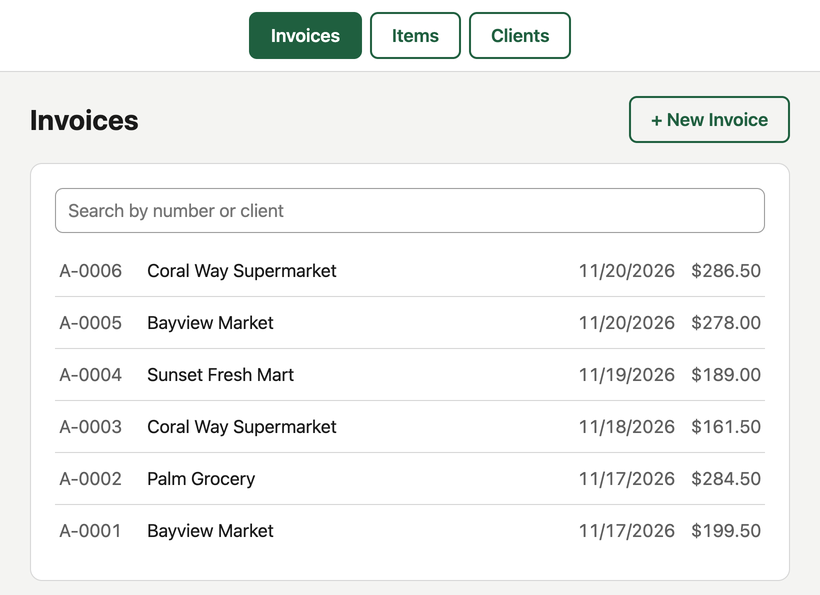 Invoices Items Clients
Invoices + New Invoice
Search by number or client
A-0006 Coral Way Supermarket 11/20/2026 $286.50
A-0005 Bayview Market 11/20/2026 $278.00
A-0004 Sunset Fresh Mart 11/19/2026 $189.00
A-0003 Coral Way Supermarket 11/18/2026 $161.50
A-0002 Palm Grocery 11/17/2026 $284.50
A-0001 Bayview Market 11/17/2026 $199.50